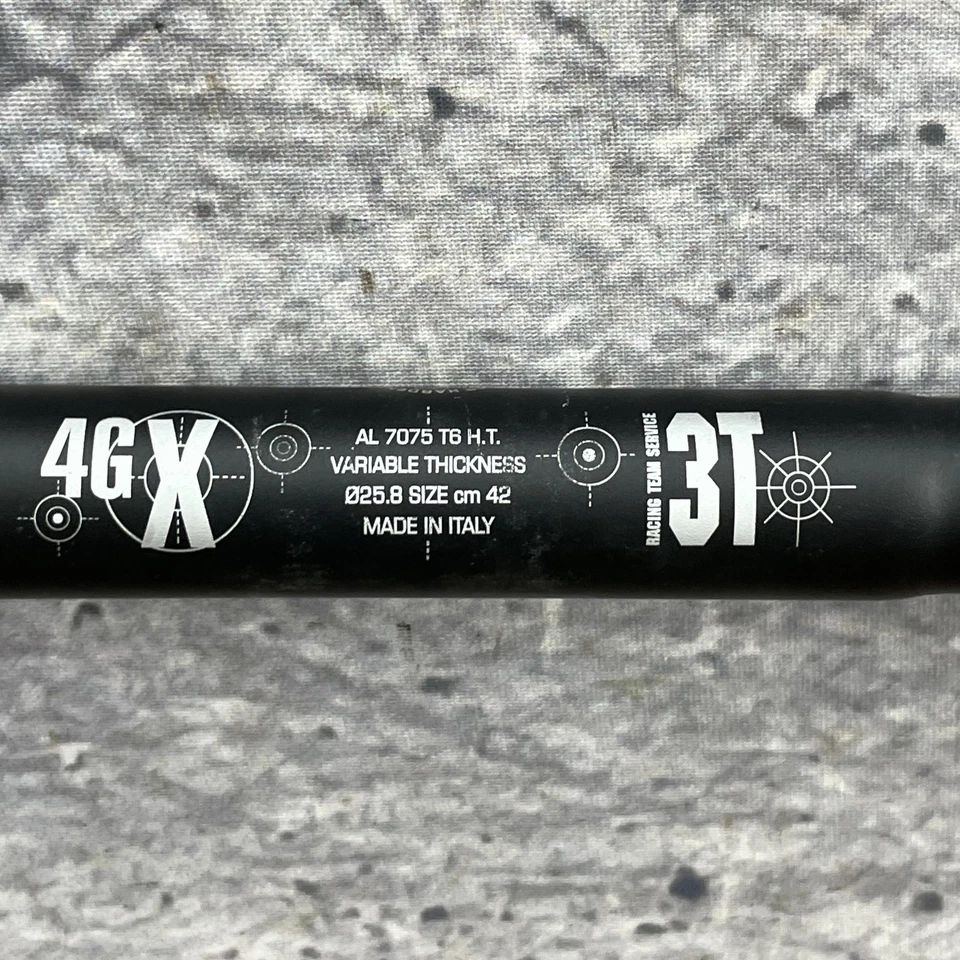 4GX
AL 7075 T6 H.T.
VARIABLE THICKNESS
Ø25.8 SIZE cm 42
MADE IN ITALY
RACING TEAM SERVICE
3T